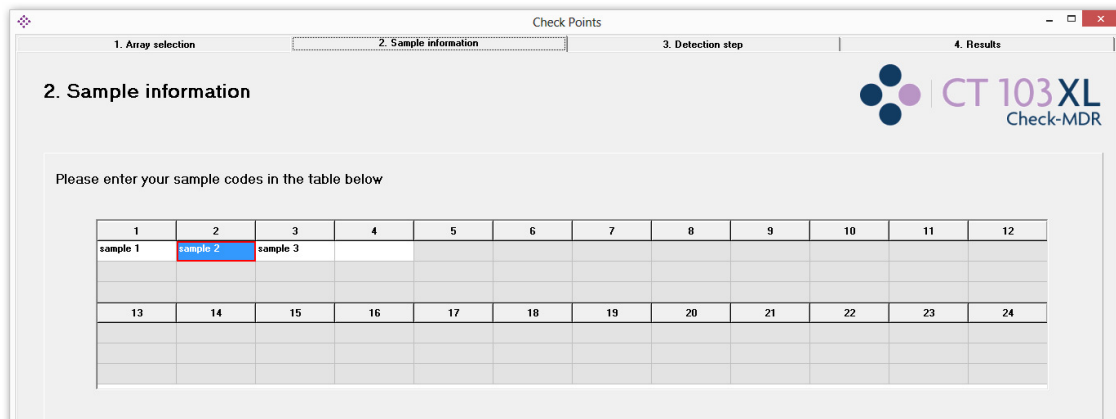 Check Points
1. Array selection 2. Sample information 3. Detection step 4. Results
2. Sample information
CT 103 XL
Check-MDR
Please enter your sample codes in the table below
1 2 3 4 5 6 7 8 9 10 11 12
sample 1 sample 2 sample 3
13 14 15 16 17 18 19 20 21 22 23 24